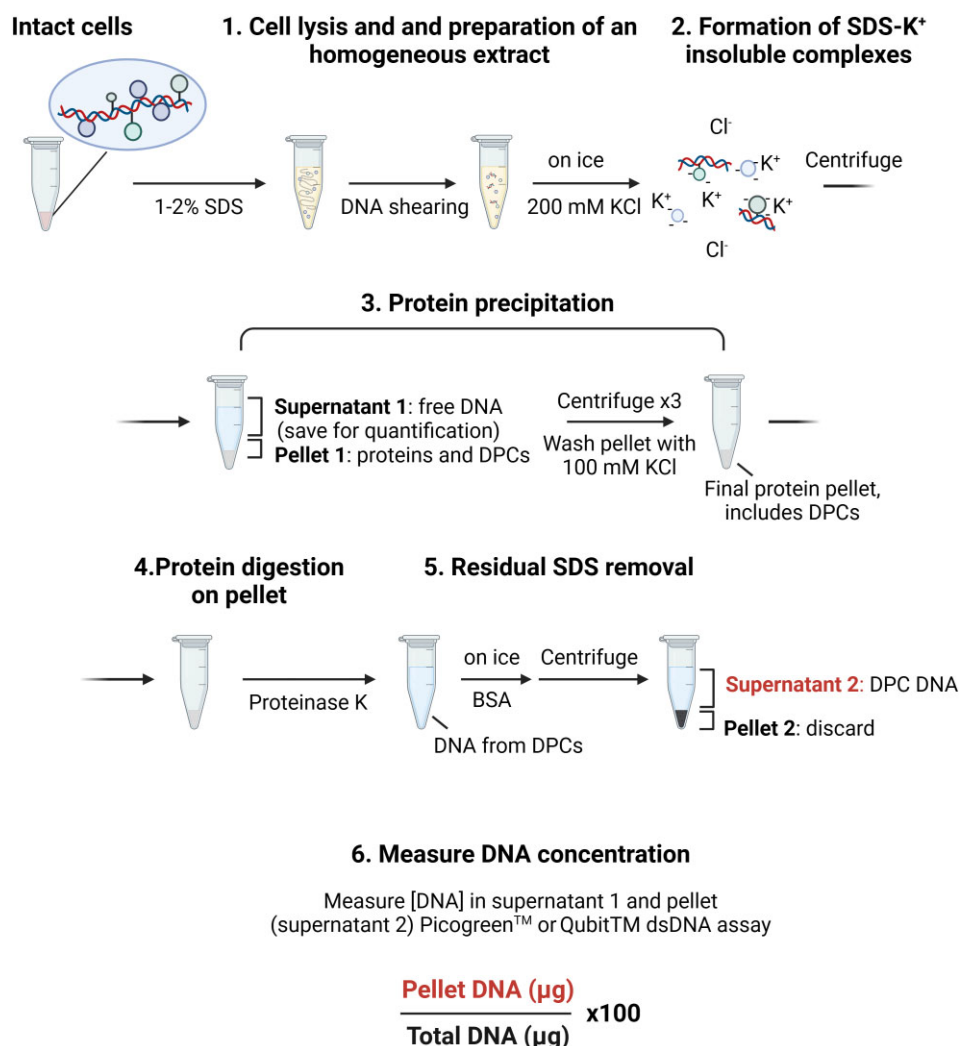 Intact cells
1. Cell lysis and and preparation of an
homogeneous extract
2. Formation of SDS-K⁺
insoluble complexes
1-2% SDS
DNA shearing
on ice
200 mM KCl
Cl⁻
K⁺
K⁺
K⁺
K⁺
Cl⁻
Centrifuge
3. Protein precipitation
Supernatant 1: free DNA
(save for quantification)
Pellet 1: proteins and DPCs
Centrifuge x3
Wash pellet with
100 mM KCl
Final protein pellet,
includes DPCs
4.Protein digestion
on pellet
5. Residual SDS removal
Proteinase K
DNA from DPCs
on ice
BSA
Centrifuge
Supernatant 2: DPC DNA
Pellet 2: discard
6. Measure DNA concentration
Measure [DNA] in supernatant 1 and pellet
(supernatant 2) Picogreen™ or QubitTM dsDNA assay
Pellet DNA (µg)
Total DNA (µg)
x100